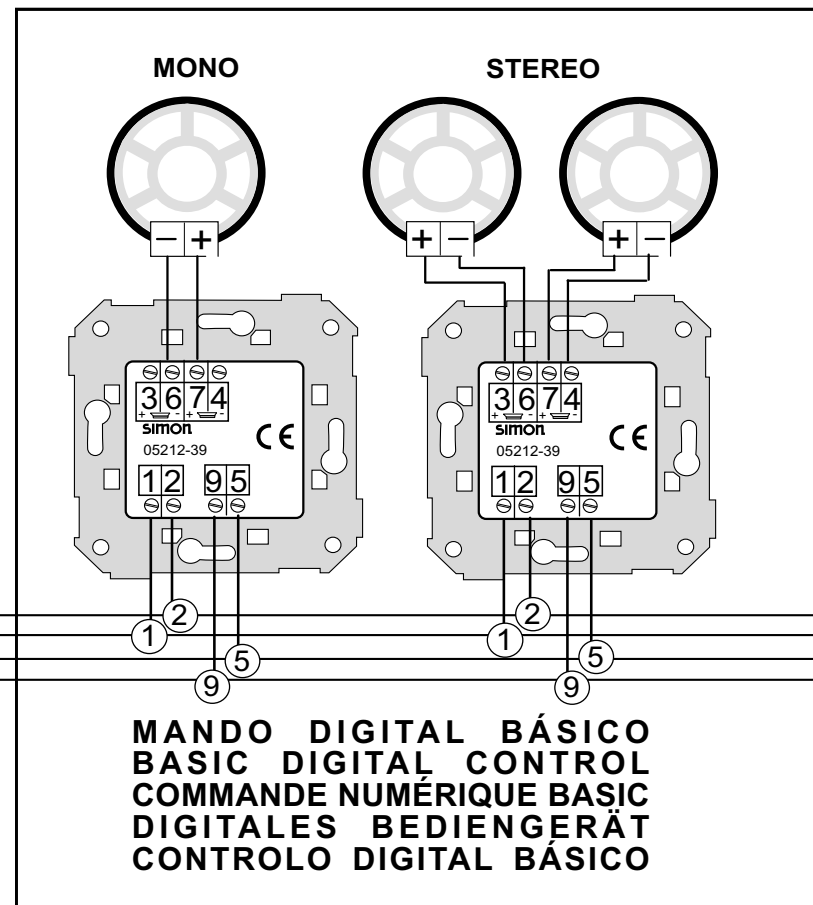 MONO STEREO
− + + − + −
3 6 7 4 3 6 7 4
+ - + - + - + -
simon simon
CE CE
05212-39 05212-39
1 2 9 5 1 2 9 5
2 2
1 1
5 5
9 9
MANDO DIGITAL BÁSICO
BASIC DIGITAL CONTROL
COMMANDE NUMÉRIQUE BASIC
DIGITALES BEDIENGERÄT
CONTROLO DIGITAL BÁSICO